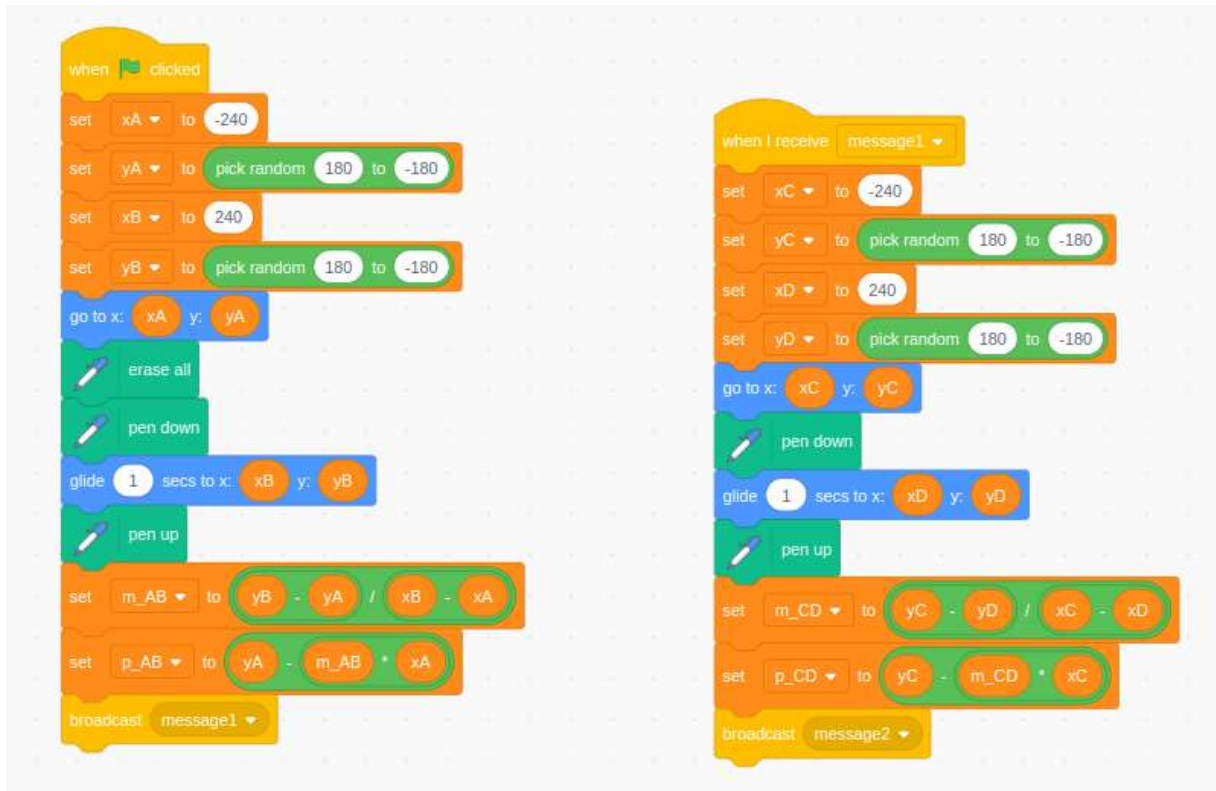 when clicked
set xA to -240
set yA to pick random 180 to -180
set xB to 240
set yB to pick random 180 to -180
go to x: xA y: yA
erase all
pen down
glide 1 secs to x: xB y: yB
pen up
set m_AB to yB - yA / xB - xA
set p_AB to yA - m_AB * xA
broadcast message1
when I receive message1
set xC to -240
set yC to pick random 180 to -180
set xD to 240
set yD to pick random 180 to -180
go to x: xC y: yC
pen down
glide 1 secs to x: xD y: yD
pen up
set m_CD to yC - yD / xC - xD
set p_CD to yC - m_CD * xC
broadcast message2